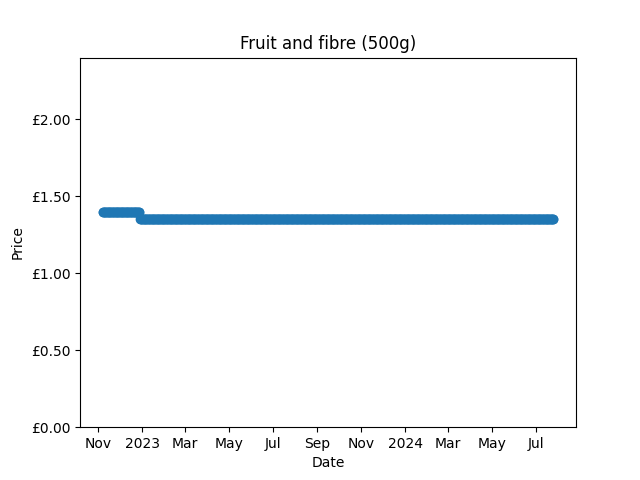 Fruit and fibre (500g)
£2.00
£1.50
£1.00
£0.50
£0.00
Price
Nov 2023 Mar May Jul Sep Nov 2024 Mar May Jul
Date